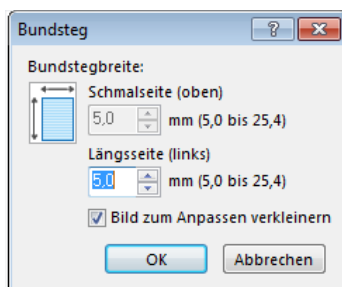 Bundsteg
Bundstegbreite:
Schmalseite (oben)
5,0 mm (5,0 bis 25,4)
Längsseite (links)
5,0 mm (5,0 bis 25,4)
Bild zum Anpassen verkleinern
OK Abbrechen